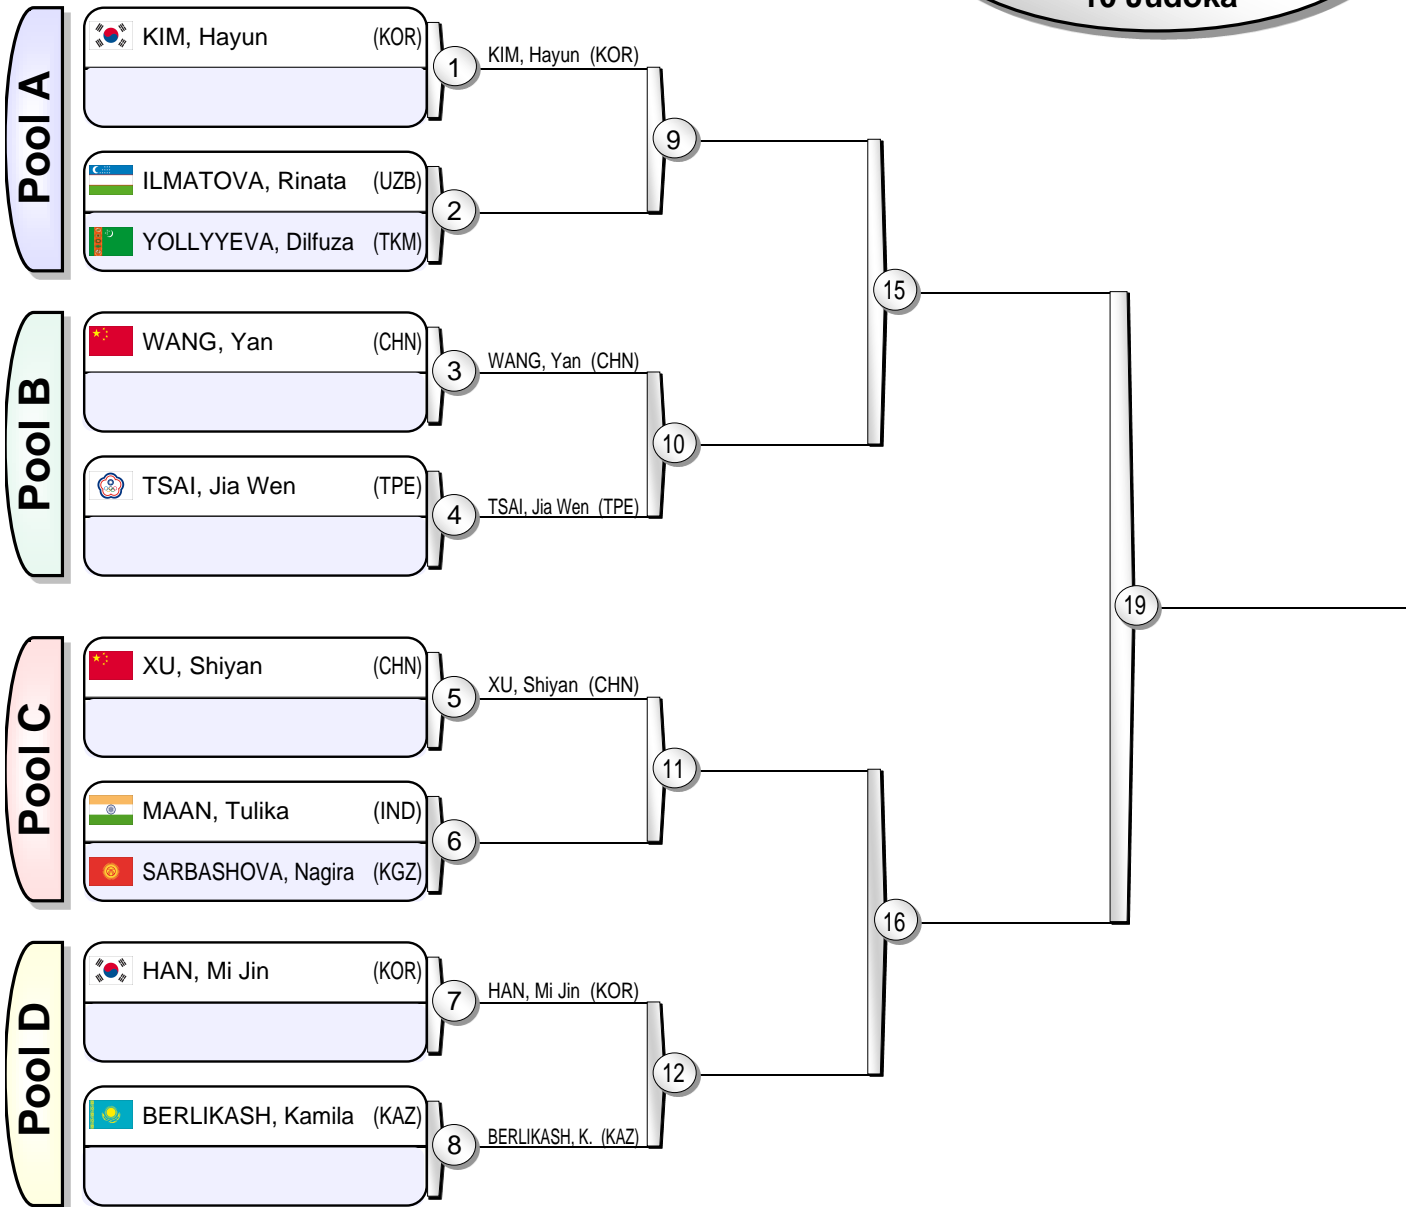 10 Judoka
Pool A
KIM, Hayun (KOR)
1
KIM, Hayun (KOR)
9
ILMATOVA, Rinata (UZB)
2
YOLLYYEVA, Dilfuza (TKM)
15
Pool B
WANG, Yan (CHN)
3
WANG, Yan (CHN)
10
TSAI, Jia Wen (TPE)
4
TSAI, Jia Wen (TPE)
19
Pool C
XU, Shiyan (CHN)
5
XU, Shiyan (CHN)
11
MAAN, Tulika (IND)
6
SARBASHOVA, Nagira (KGZ)
16
Pool D
HAN, Mi Jin (KOR)
7
HAN, Mi Jin (KOR)
12
BERLIKASH, Kamila (KAZ)
8
BERLIKASH, K. (KAZ)